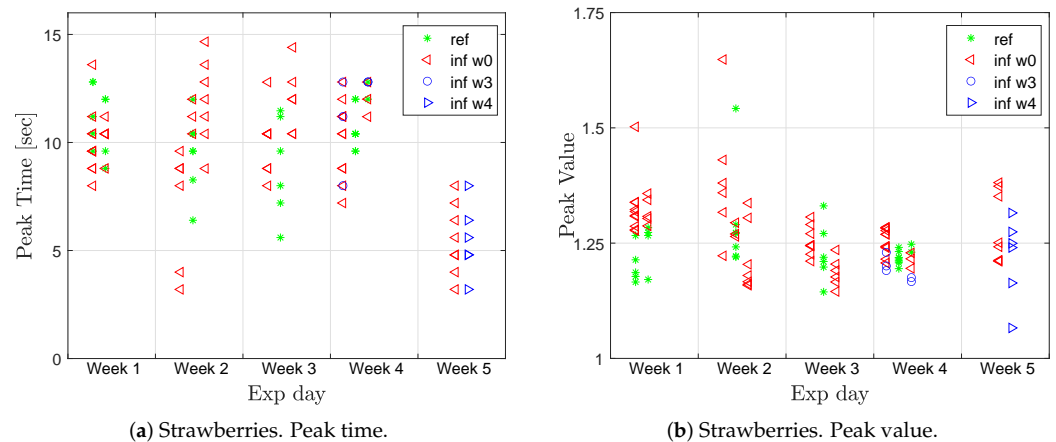 15
10
5
0
Peak Time [sec]
ref
inf w0
inf w3
inf w4
Week 1 Week 2 Week 3 Week 4 Week 5
Exp day
(a) Strawberries. Peak time.
1.75
1.5
1.25
1
Peak Value
ref
inf w0
inf w3
inf w4
Week 1 Week 2 Week 3 Week 4 Week 5
Exp day
(b) Strawberries. Peak value.